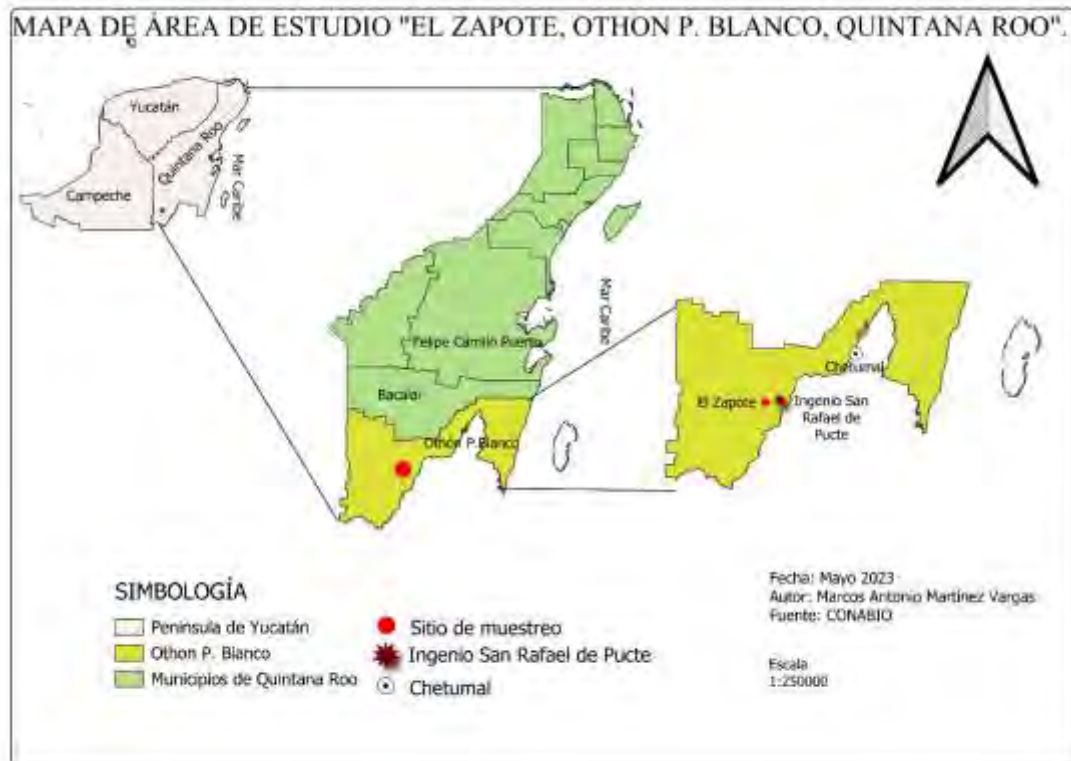 MAPA DE ÁREA DE ESTUDIO "EL ZAPOTE, OTHON P. BLANCO, QUINTANA ROO".
Yucatán
Quintana Roo
Campeche
Mar Caribe
Mar Caribe
Felipe Carrillo Puerto
Bacalar
Othon P.Blanco
Chetumal
El Zapote
Ingenio San
Rafael de
Pucte
SIMBOLOGÍA
Peninsula de Yucatán
Othon P. Blanco
Municipios de Quintana Roo
Sitio de muestreo
Ingenio San Rafael de Pucte
Chetumal
Fecha: Mayo 2023
Autor: Marcos Antonio Martinez Vargas
Fuente: CONABIO
Escala
1:250000